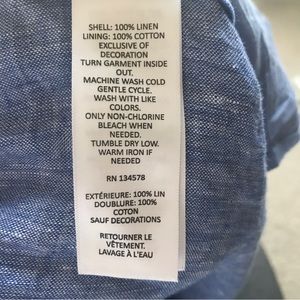 SHELL: 100% LINEN
LINING: 100% COTTON
EXCLUSIVE OF
DECORATION
TURN GARMENT INSIDE
OUT.
MACHINE WASH COLD
GENTLE CYCLE.
WASH WITH LIKE
COLORS.
ONLY NON-CHLORINE
BLEACH WHEN
NEEDED.
TUMBLE DRY LOW.
WARM IRON IF
NEEDED
RN 134578
EXTÉRIEURE: 100% LIN
DOUBLURE: 100%
COTON
SAUF DECORATIONS
RETOURNER LE
VÊTEMENT.
LAVAGE À L'EAU